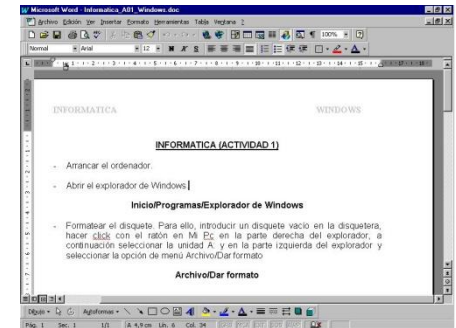 Microsoft Word - Informatica_A01_Windows.doc
Archivo Edición Ver Insertar Formato Herramientas Tabla Ventana ?
100%
Normal Arial 12 N K S
INFORMATICA WINDOWS
INFORMATICA (ACTIVIDAD 1)
- Arrancar el ordenador.
- Abrir el explorador de Windows
Inicio/Programas/Explorador de Windows
- Formatear el disquete. Para ello, introducir un disquete vacío en la disquetera,
hacer click con el ratón en Mi Pc en la parte derecha del explorador, a
continuación seleccionar la unidad A y en la parte izquierda del explorador y
seleccionar la opción de menú Archivo/Dar formato
Archivo/Dar formato
Dibujo Autoformas
Pág. 1 Sec. 1 1/1 A 4,9 cm Lín. 6 Col. 34